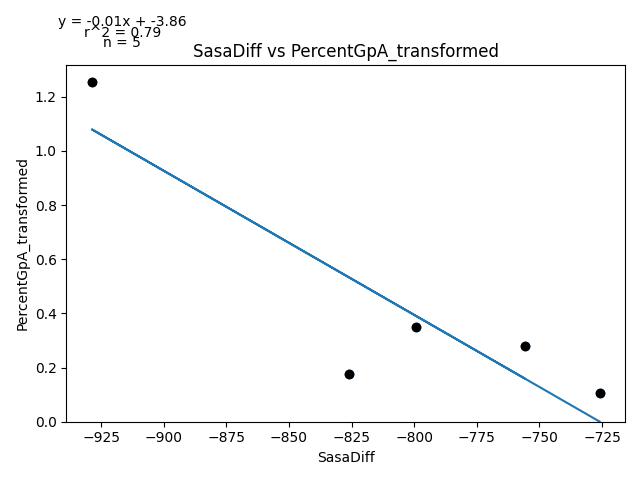 y = -0.01x + -3.86
r^2 = 0.79
n = 5
SasaDiff vs PercentGpA_transformed
PercentGpA_transformed
1.2
1.0
0.8
0.6
0.4
0.2
0.0
−925 −900 −875 −850 −825 −800 −775 −750 −725
SasaDiff